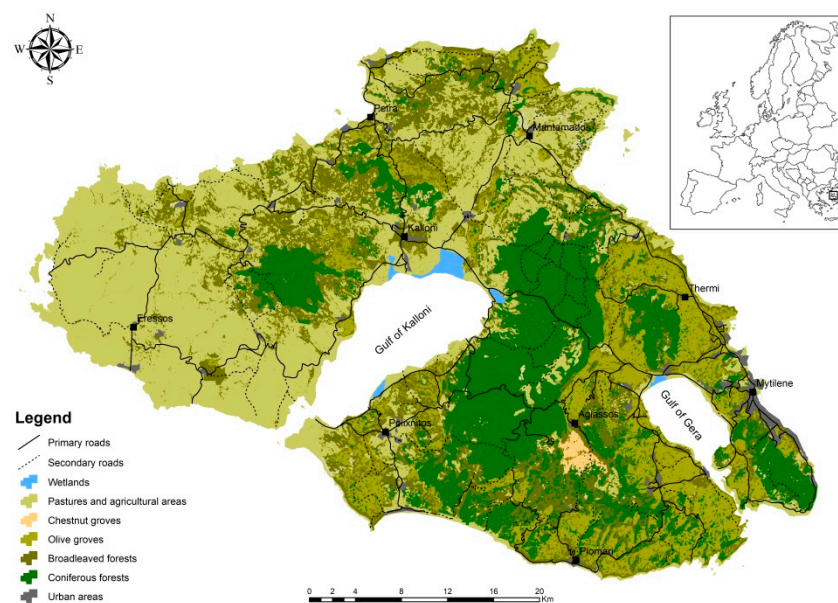 N
W E
S
Petra
Mantamados
Kalloni
Thermi
Eressos
Gulf of Kalloni
Mytilene
Gulf of Gera
Agiassos
Polixnitos
Plomari
Legend
Primary roads
Secondary roads
Wetlands
Pastures and agricultural areas
Chestnut groves
Olive groves
Broadleaved forests
Coniferous forests
Urban areas
0 2 4 8 12 16 20
Km